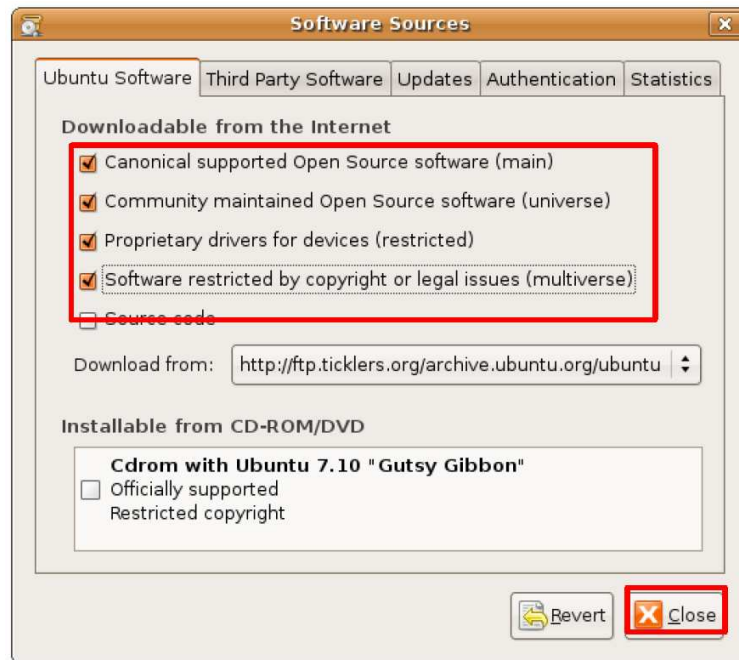 Software Sources
Ubuntu Software Third Party Software Updates Authentication Statistics
Downloadable from the Internet
Canonical supported Open Source software (main)
Community maintained Open Source software (universe)
Proprietary drivers for devices (restricted)
Software restricted by copyright or legal issues (multiverse)
Source code
Download from: http://ftp.ticklers.org/archive.ubuntu.org/ubuntu
Installable from CD-ROM/DVD
Cdrom with Ubuntu 7.10 "Gutsy Gibbon"
Officially supported
Restricted copyright
Revert Close